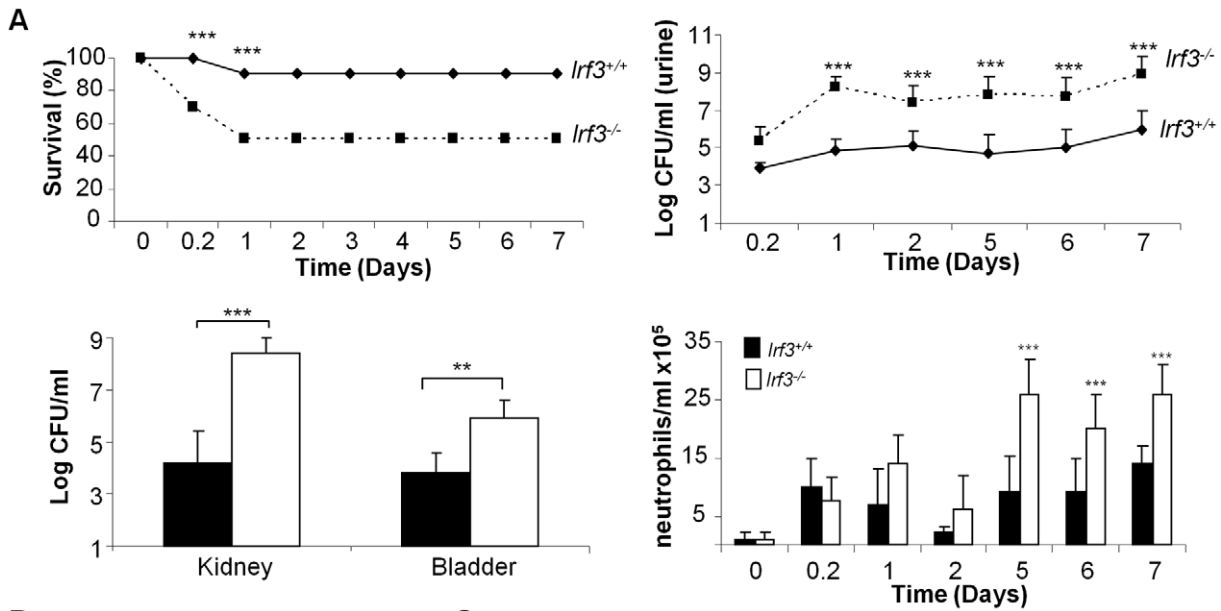 A
Survival (%)
100
80
60
40
20
0
*** ***
Irf3+/+
Irf3-/-
0 0.2 1 2 3 4 5 6 7
Time (Days)
Log CFU/ml (urine)
11
9
7
5
3
1
*** *** *** *** ***
Irf3-/-
Irf3+/+
0.2 1 2 5 6 7
Time (Days)
Log CFU/ml
9
7
5
3
1
***
**
Kidney Bladder
neutrophils/ml x10⁵
35
25
15
5
Irf3+/+
Irf3-/-
*** *** ***
0 0.2 1 2 5 6 7
Time (Days)